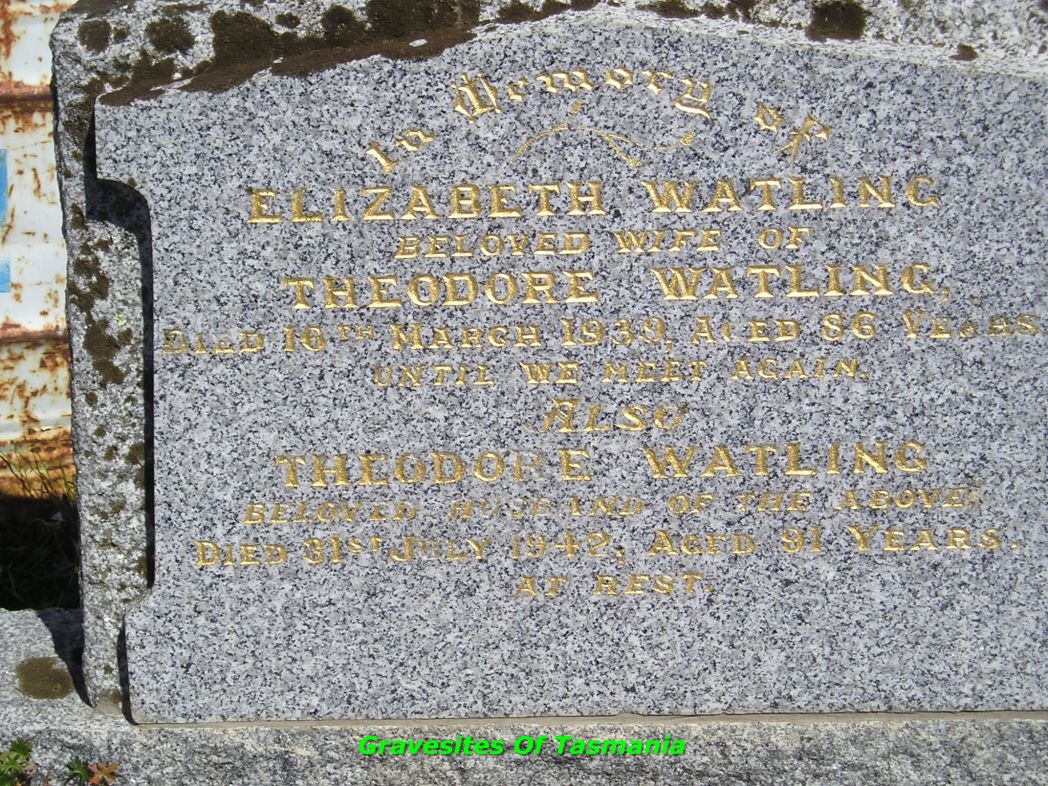 In Memory of
ELIZABETH WATLING
BELOVED WIFE OF
THEODORE WATLING,
DIED 16TH MARCH 1939, AGED 86 YEARS
UNTIL WE MEET AGAIN.
ALSO
THEODORE WATLING
BELOVED HUSBAND OF THE ABOVE
DIED 31ST JULY 1942, AGED 91 YEARS.
AT REST.
Gravesites Of Tasmania